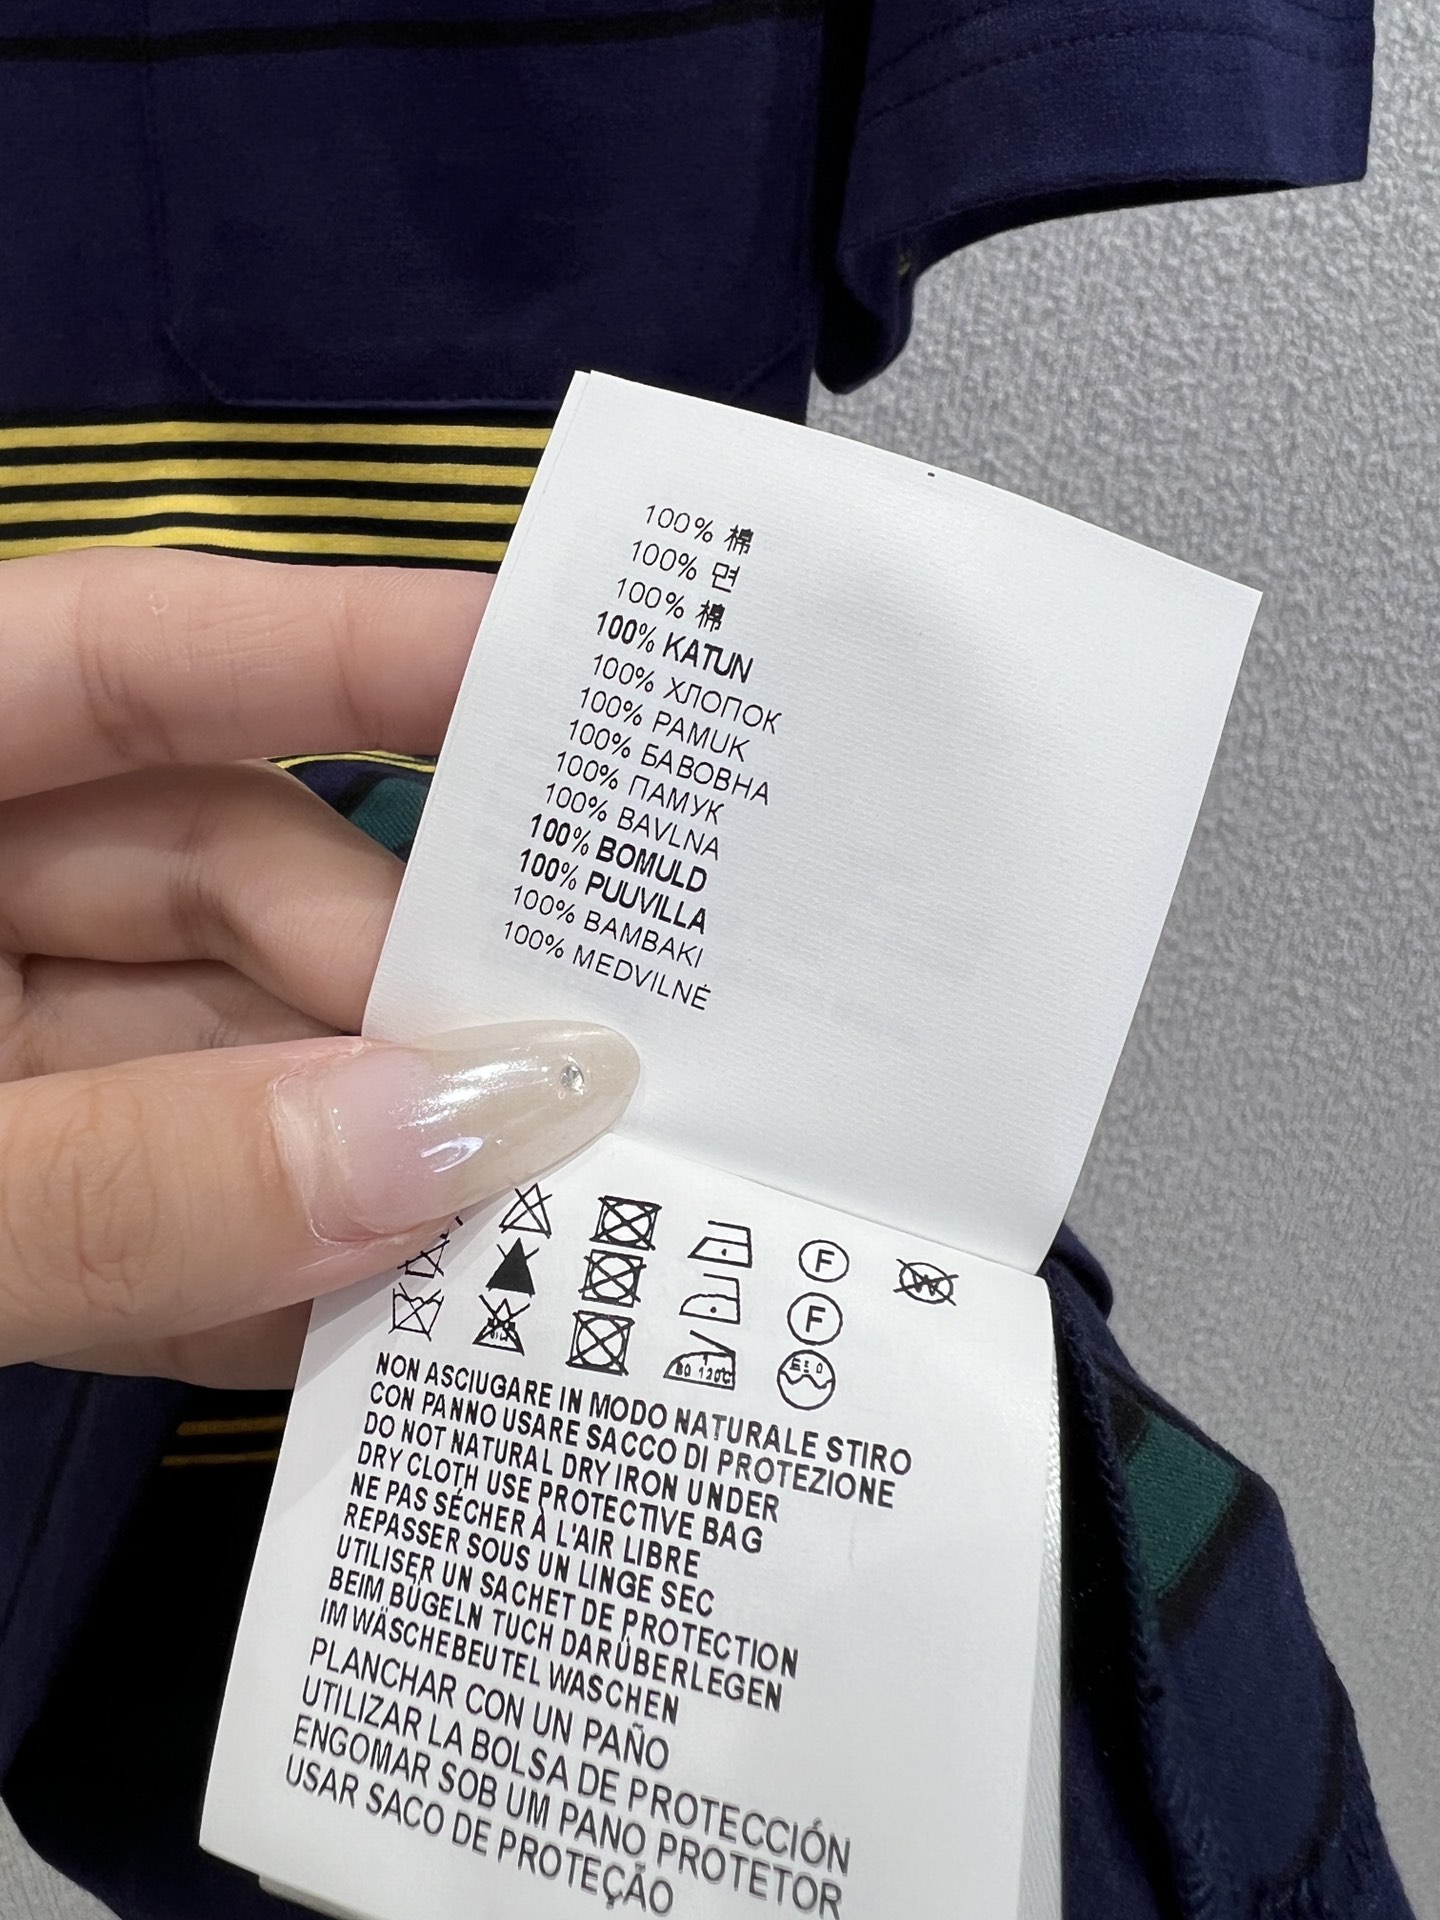 100% 棉
100% 면
100% 棉
100% KATUN
100% ХЛОПОК
100% PAMUK
100% БАВОВНА
100% ПАМУК
100% BAVLNA
100% BOMULD
100% PUUVILLA
100% BAMBAKI
100% MEDVILNĖ
F
W
F
120℃
NON ASCIUGARE IN MODO NATURALE STIRO
CON PANNO USARE SACCO DI PROTEZIONE
DO NOT NATURAL DRY IRON UNDER
DRY CLOTH USE PROTECTIVE BAG
NE PAS SÉCHER À L'AIR LIBRE
REPASSER SOUS UN LINGE SEC
UTILISER UN SACHET DE PROTECTION
BEIM BÜGELN TUCH DARÜBERLEGEN
IM WÄSCHEBEUTEL WASCHEN
PLANCHAR CON UN PAÑO
UTILIZAR LA BOLSA DE PROTECCIÓN
ENGOMAR SOB UM PANO PROTETOR
USAR SACO DE PROTEÇÃO